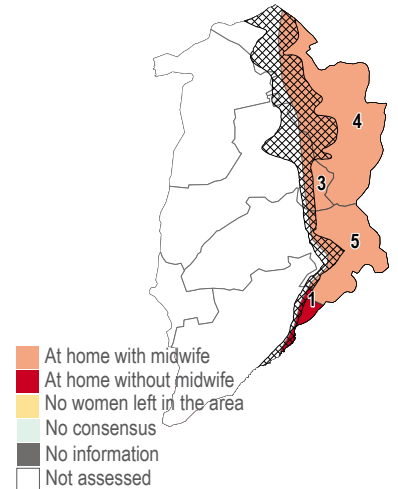 4
3
5
1
At home with midwife
At home without midwife
No women left in the area
No consensus
No information
Not assessed